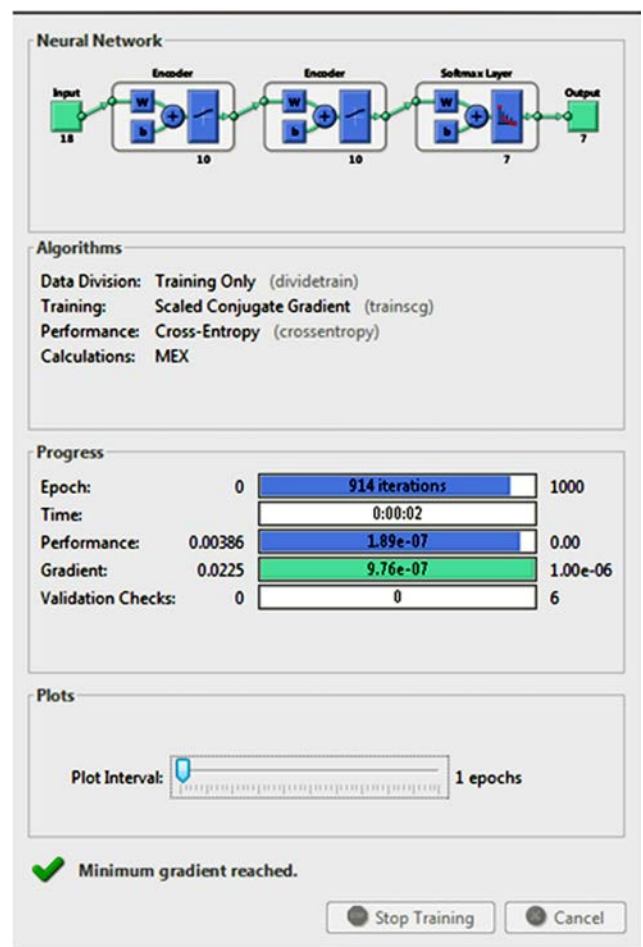 Neural Network
Encoder Encoder Softmax Layer
Input Output
W W W
+ + +
b b b
18 10 10 7 7
Algorithms
Data Division: Training Only (dividetrain)
Training: Scaled Conjugate Gradient (trainscg)
Performance: Cross-Entropy (crossentropy)
Calculations: MEX
Progress
Epoch: 0 914 iterations 1000
Time: 0:00:02
Performance: 0.00386 1.89e-07 0.00
Gradient: 0.0225 9.76e-07 1.00e-06
Validation Checks: 0 0 6
Plots
Plot Interval: 1 epochs
Minimum gradient reached.
Stop Training Cancel